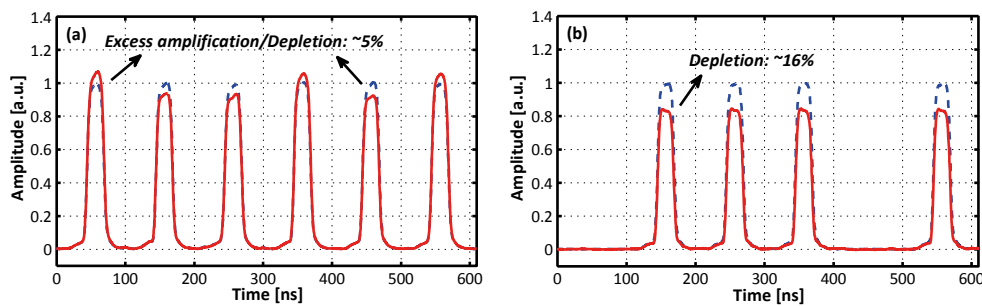 (a)
Excess amplification/Depletion: ~5%
Amplitude [a.u.]
1.4
1.2
1
0.8
0.6
0.4
0.2
0
0 100 200 300 400 500 600
Time [ns]
(b)
Depletion: ~16%
Amplitude [a.u.]
1.4
1.2
1
0.8
0.6
0.4
0.2
0
0 100 200 300 400 500 600
Time [ns]